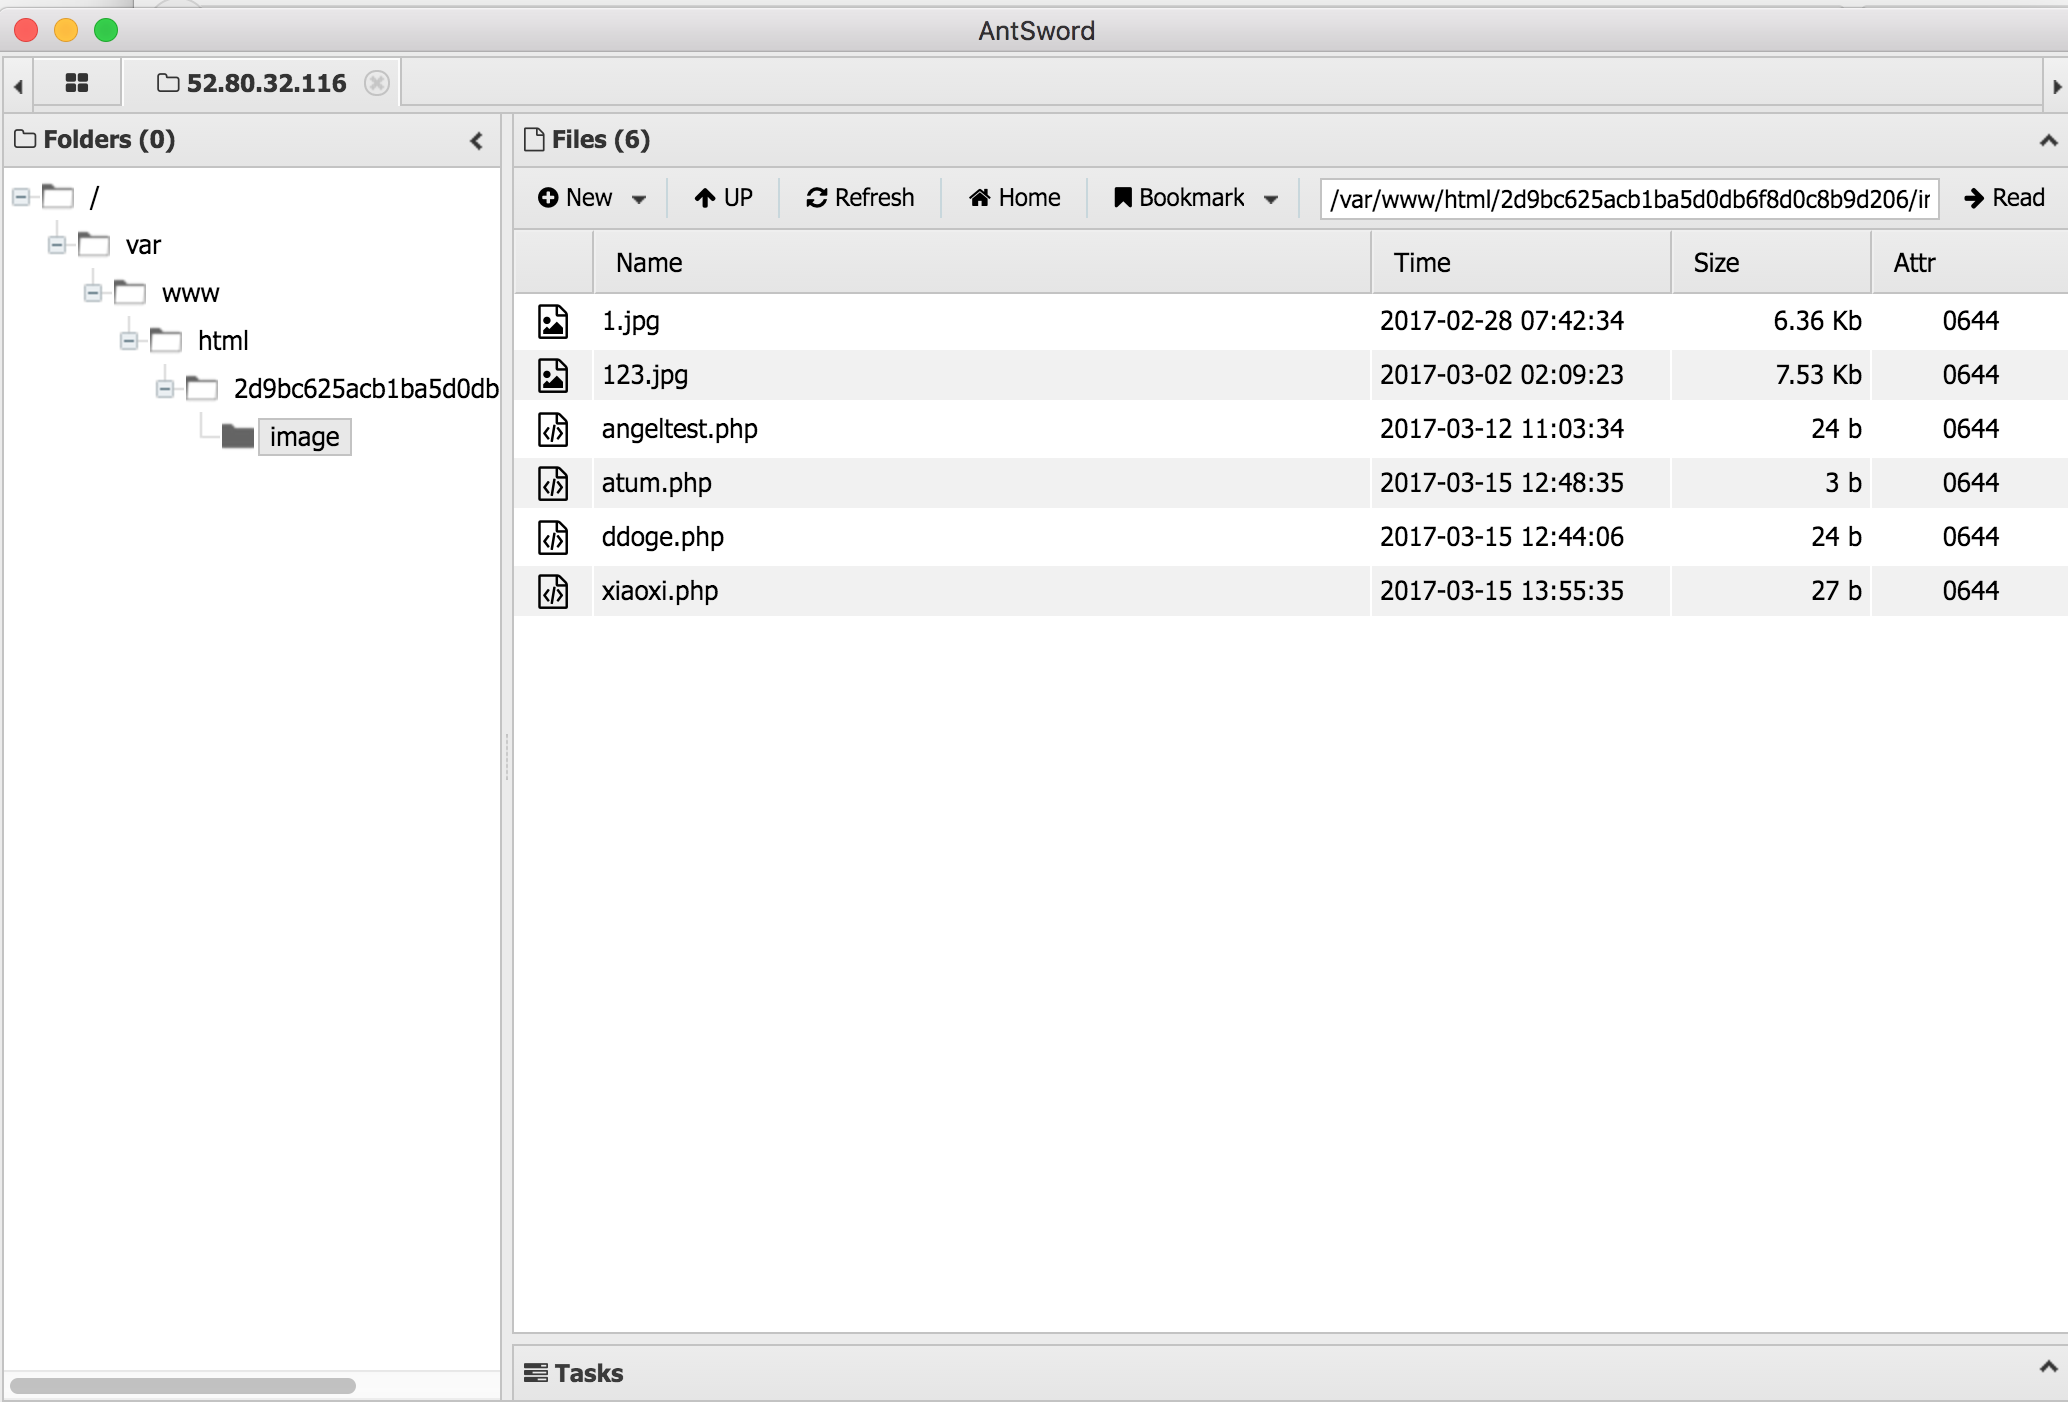 AntSword
52.80.32.116
Folders (0)
/
var
www
html
2d9bc625acb1ba5d0db
image
Files (6)
New UP Refresh Home Bookmark /var/www/html/2d9bc625acb1ba5d0db6f8d0c8b9d206/ir Read
Name Time Size Attr
1.jpg 2017-02-28 07:42:34 6.36 Kb 0644
123.jpg 2017-03-02 02:09:23 7.53 Kb 0644
angeltest.php 2017-03-12 11:03:34 24 b 0644
atum.php 2017-03-15 12:48:35 3 b 0644
ddoge.php 2017-03-15 12:44:06 24 b 0644
xiaoxi.php 2017-03-15 13:55:35 27 b 0644
Tasks